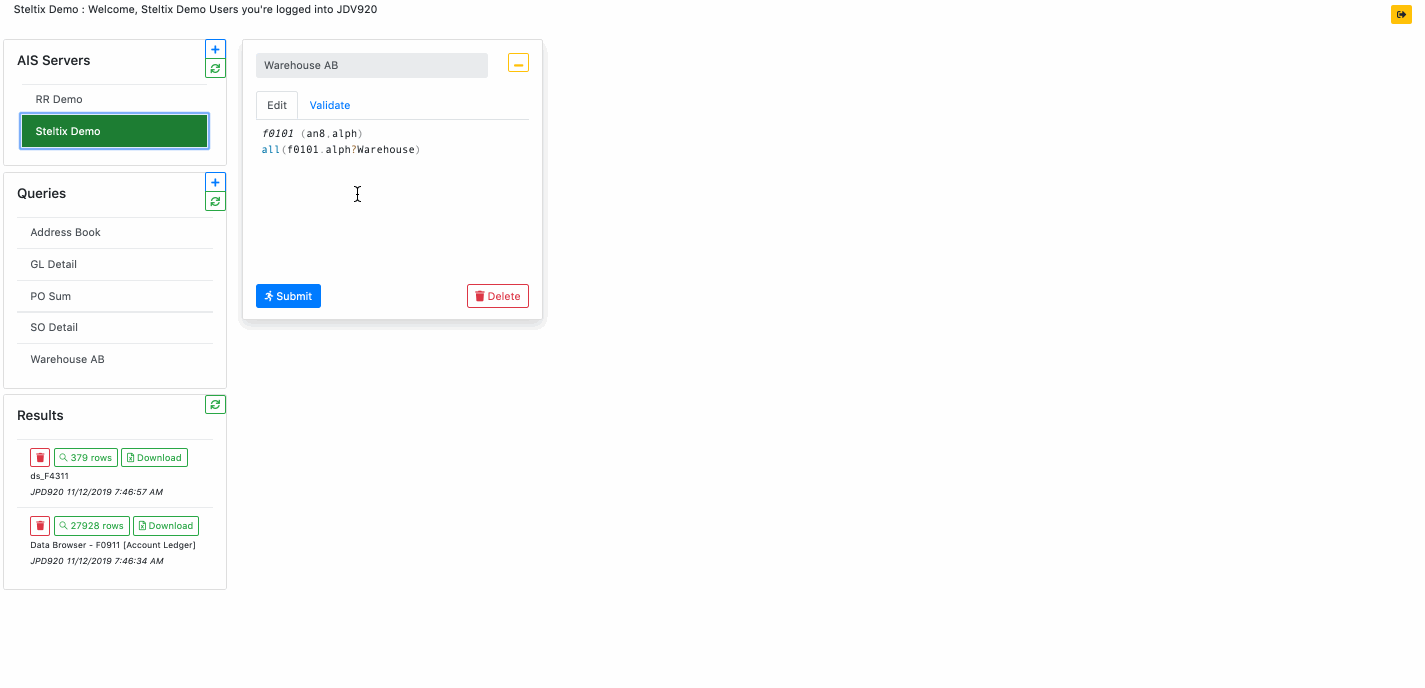 Steltix Demo : Welcome, Steltix Demo Users you're logged into JDV920
AIS Servers
RR Demo
Steltix Demo
Queries
Address Book
GL Detail
PO Sum
SO Detail
Warehouse AB
Results
379 rows Download
ds_F4311
JPD920 11/12/2019 7:46:57 AM
27928 rows Download
Data Browser - F0911 [Account Ledger]
JPD920 11/12/2019 7:46:34 AM
Warehouse AB
Edit Validate
f0101 (an8,alph)
all(f0101.alph?Warehouse)
Submit Delete